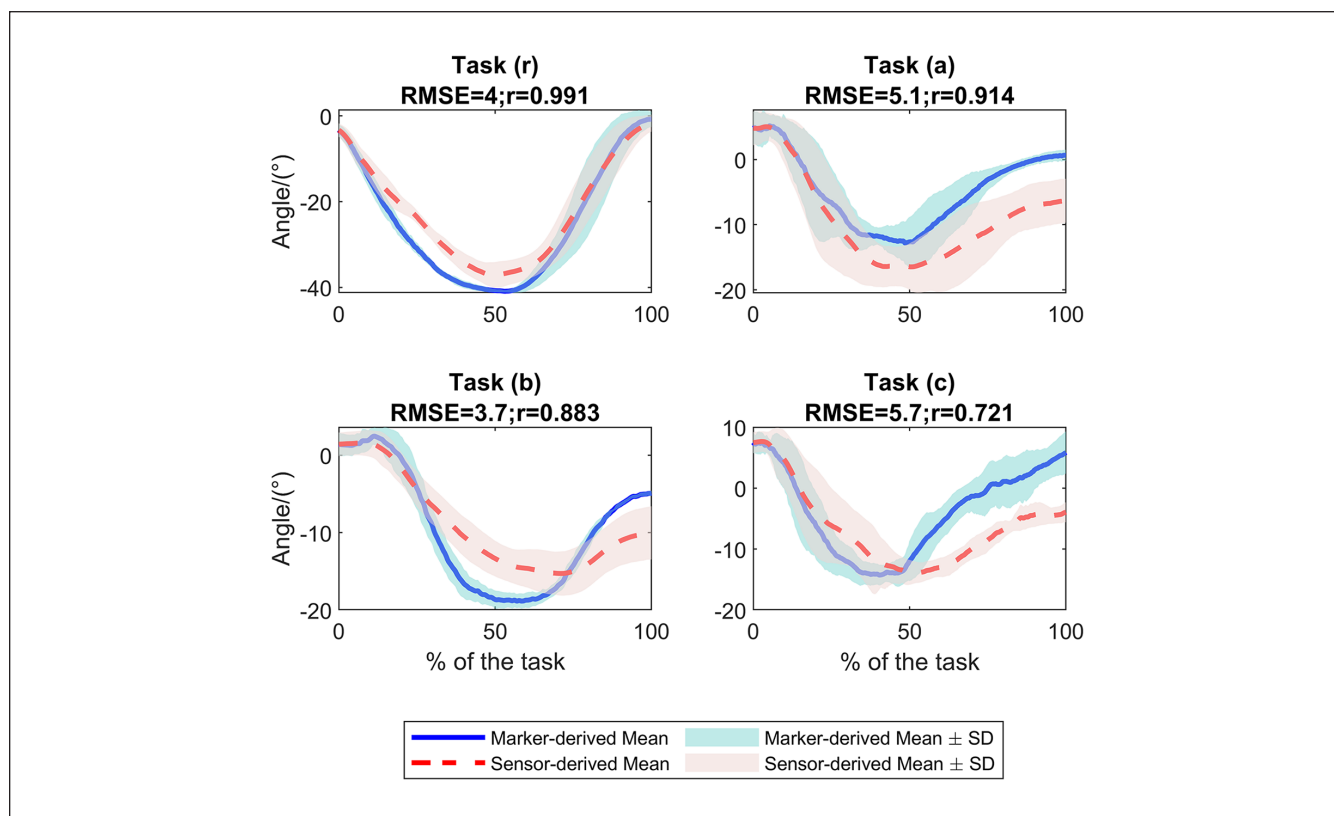 Task (r)
RMSE=4;r=0.991
0
-20
-40
Angle/(°)
0
50
100
Task (a)
RMSE=5.1;r=0.914
0
-10
-20
0
50
100
Task (b)
RMSE=3.7;r=0.883
0
-10
-20
Angle/(°)
0
50
100
% of the task
Task (c)
RMSE=5.7;r=0.721
10
0
-10
-20
0
50
100
% of the task
Marker-derived Mean
Marker-derived Mean ± SD
Sensor-derived Mean
Sensor-derived Mean ± SD